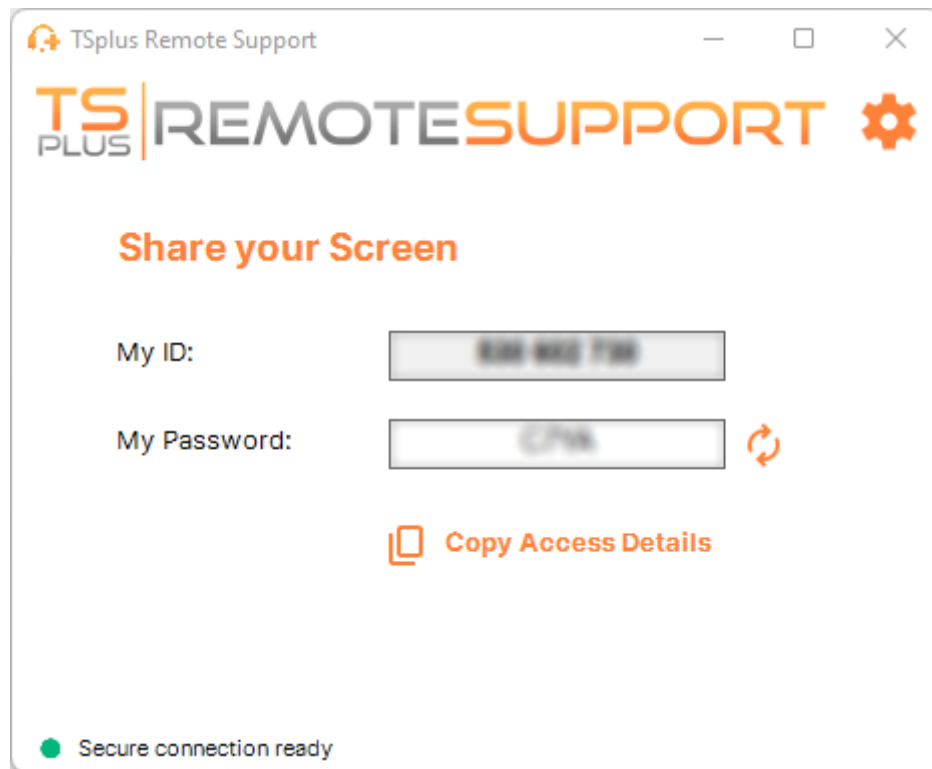 TSplus Remote Support
TS PLUS REMOTESUPPORT
Share your Screen
My ID:
My Password:
Copy Access Details
Secure connection ready